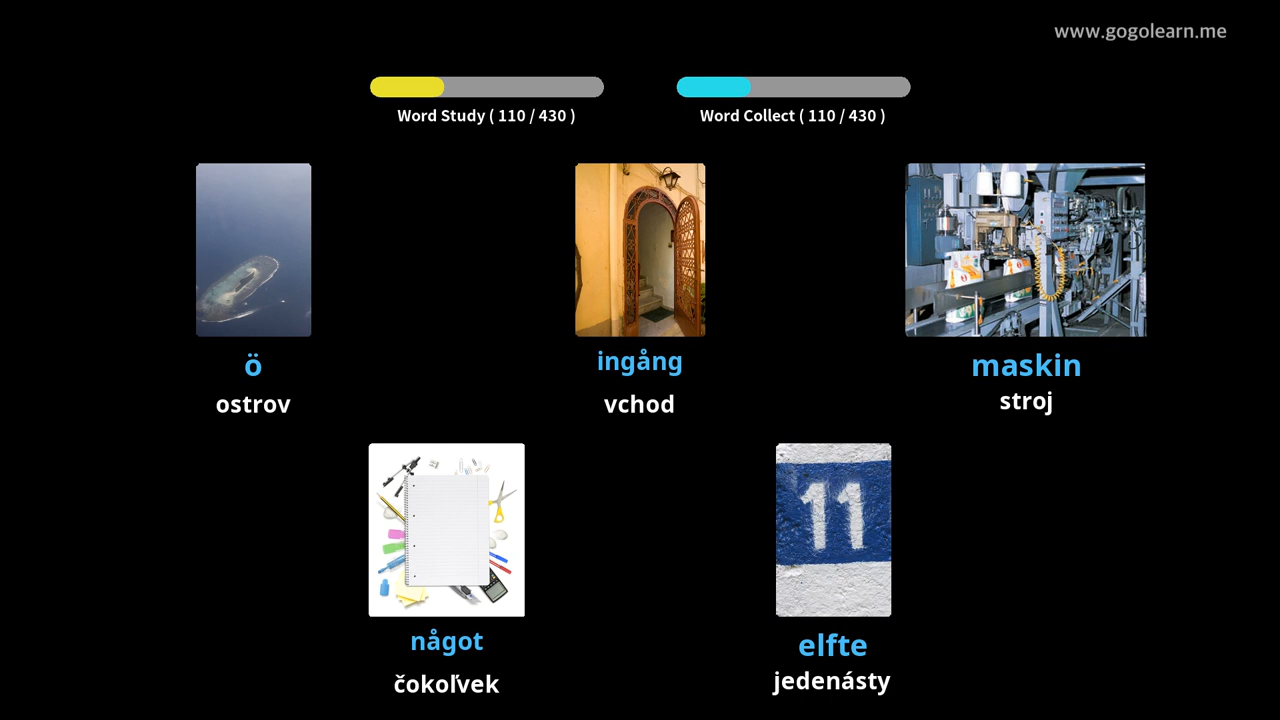 www.gogolearn.me
Word Study ( 110 / 430 )
Word Collect ( 110 / 430 )
ö
ostrov
ingång
vchod
maskin
stroj
något
čokoľvek
11
elfte
jedenásty